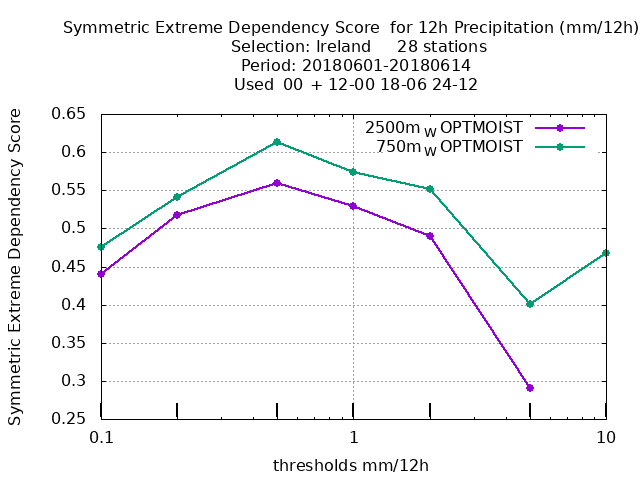 Symmetric Extreme Dependency Score  for 12h Precipitation (mm/12h)
Selection: Ireland     28 stations
Period: 20180601-20180614
Used  00  + 12-00 18-06 24-12
Symmetric Extreme Dependency Score
0.65
0.6
0.55
0.5
0.45
0.4
0.35
0.3
0.25
2500m W OPTMOIST
750m W OPTMOIST
0.1
1
10
thresholds mm/12h